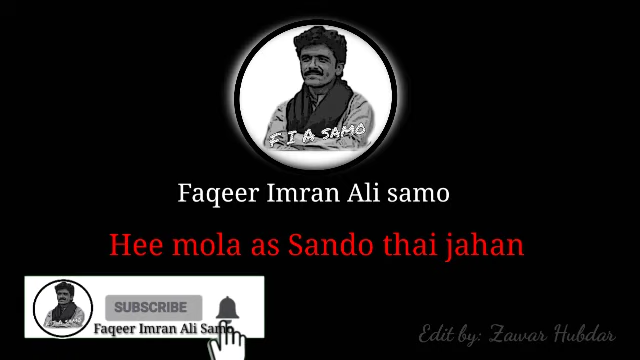 F I A SAMO
Faqeer Imran Ali samo
Hee mola as Sando thai jahan
F I A SAMO
SUBSCRIBE
Faqeer Imran Ali Samo
Edit by: Zawar Hubdar